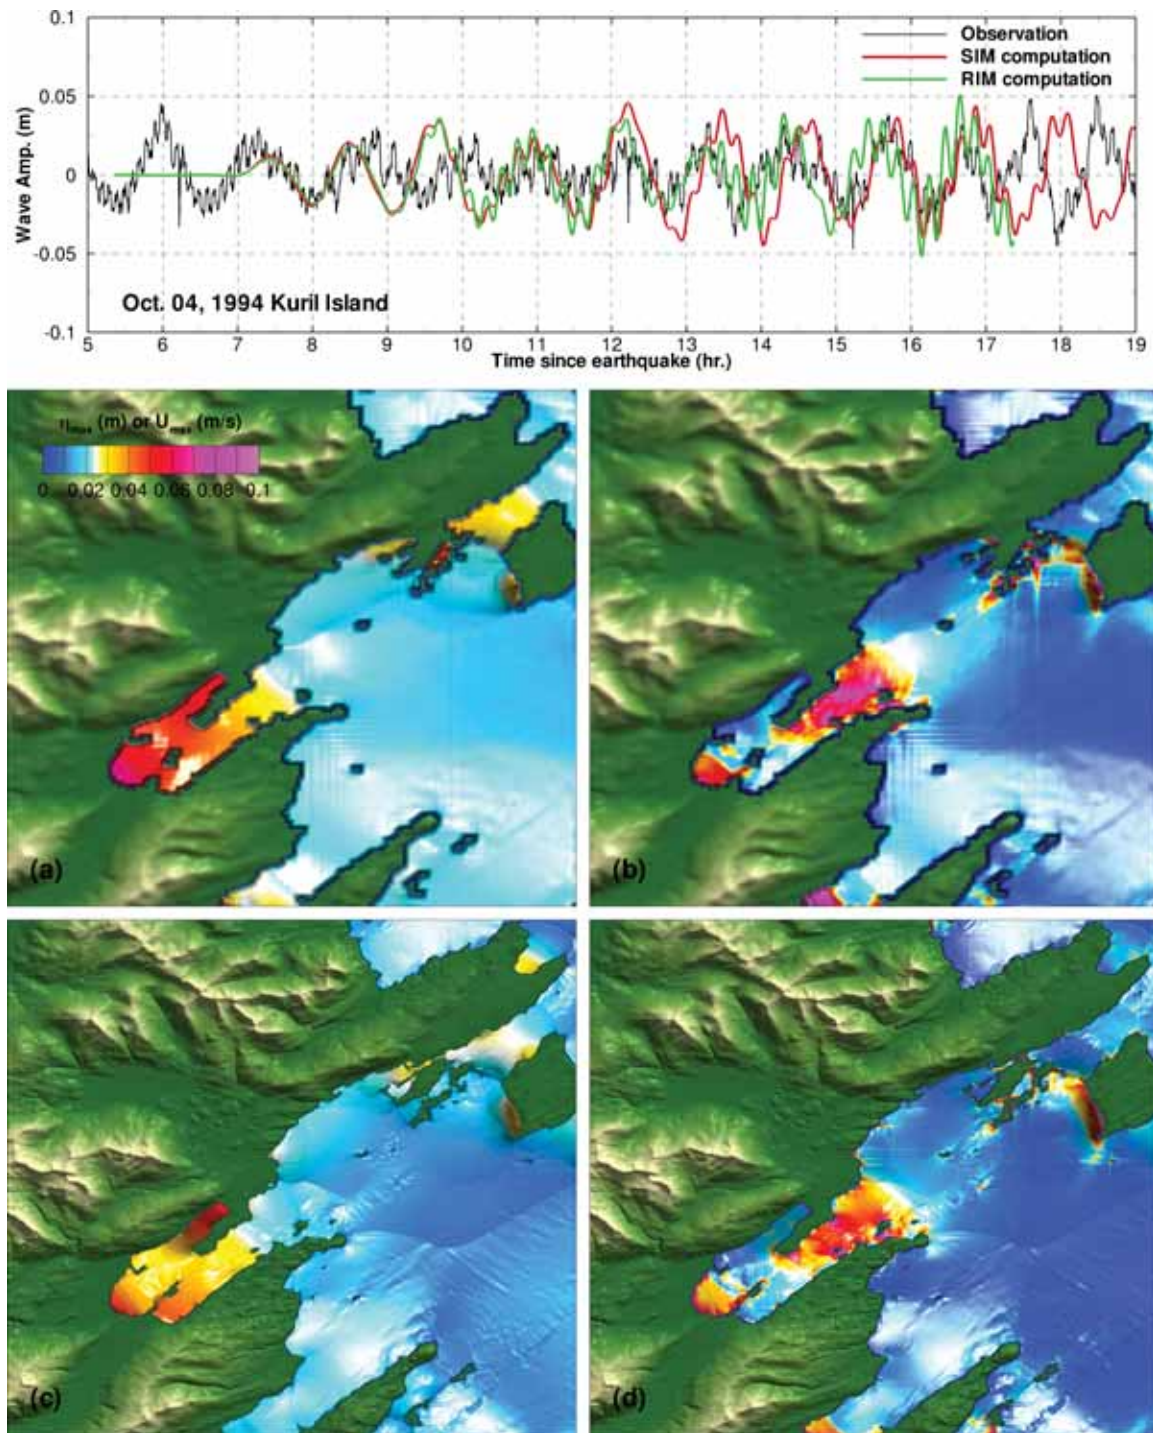 0.1
Observation
SIM computation
RIM computation
0.05
0
-0.05
-0.1
Wave Amp. (m)
Oct. 04, 1994 Kuril Island
5 6 7 8 9 10 11 12 13 14 15 16 17 18 19
Time since earthquake (hr.)
ηmax (m) or Umax (m/s)
0 0.02 0.04 0.06 0.08 0.1
(a)
(b)
(c)
(d)